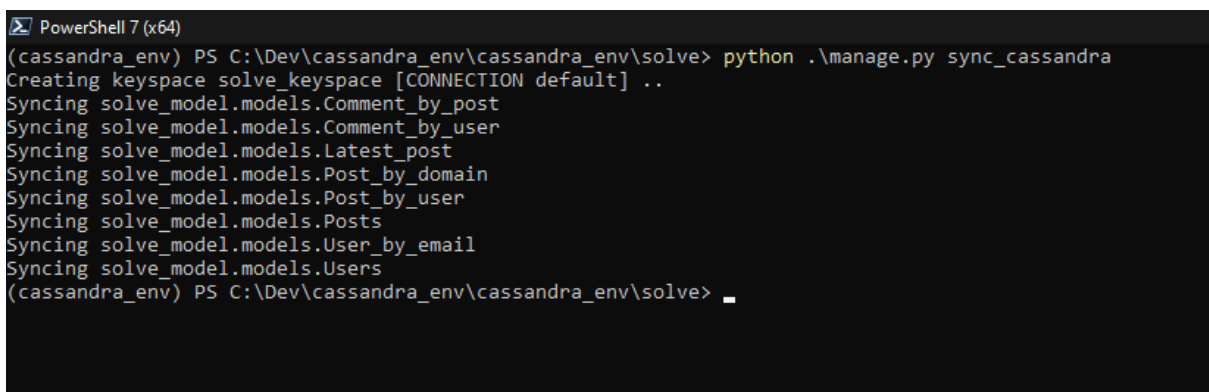 PowerShell 7 (x64)
(cassandra_env) PS C:\Dev\cassandra_env\cassandra_env\solve> python .\manage.py sync_cassandra
Creating keyspace solve_keyspace [CONNECTION default] ..
Syncing solve_model.models.Comment_by_post
Syncing solve_model.models.Comment_by_user
Syncing solve_model.models.Latest_post
Syncing solve_model.models.Post_by_domain
Syncing solve_model.models.Post_by_user
Syncing solve_model.models.Posts
Syncing solve_model.models.User_by_email
Syncing solve_model.models.Users
(cassandra_env) PS C:\Dev\cassandra_env\cassandra_env\solve>